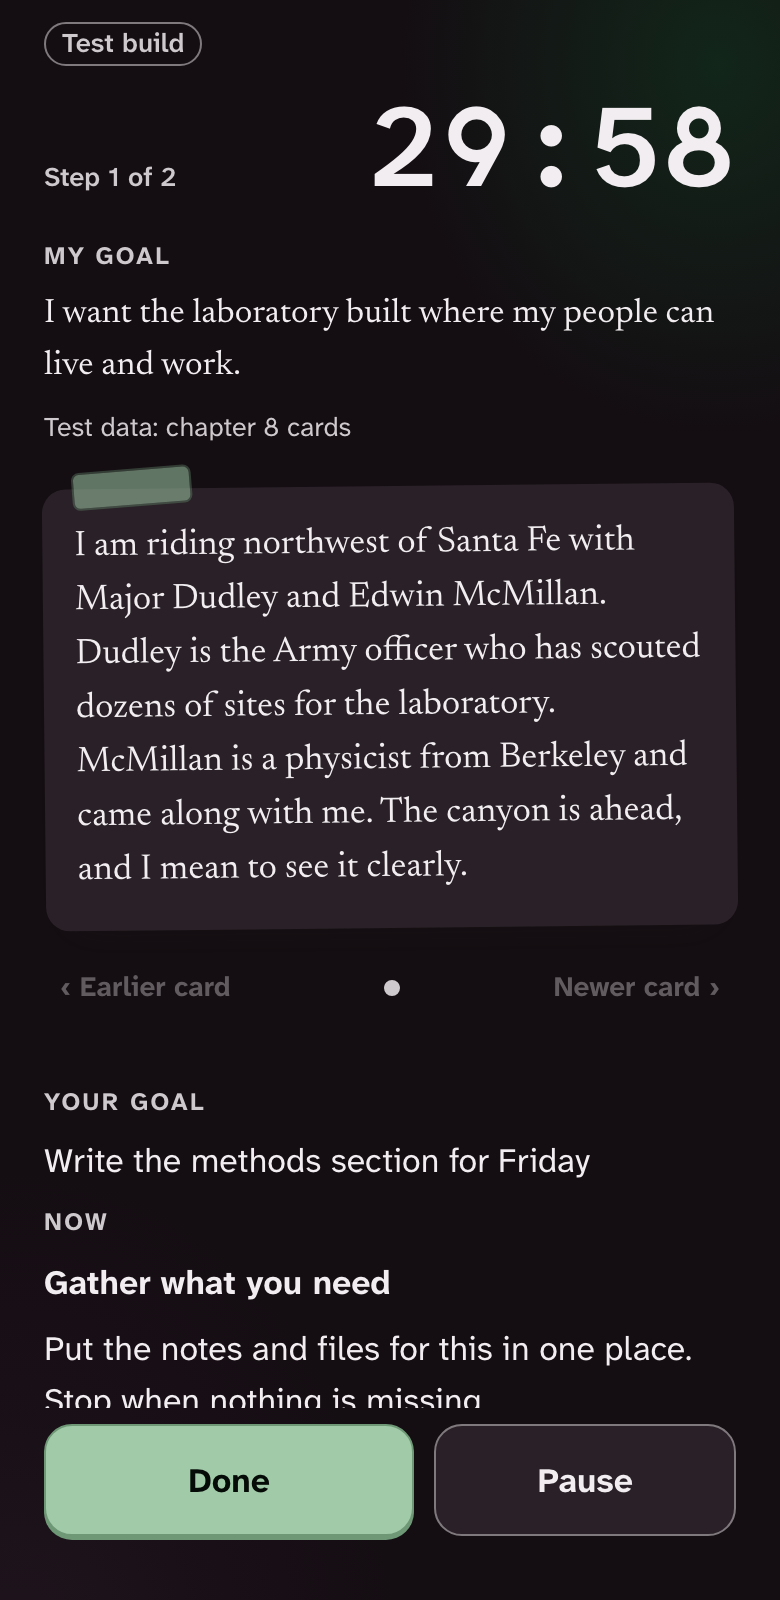 Test build
29:58
Step 1 of 2
MY GOAL
I want the laboratory built where my people can
live and work.
Test data: chapter 8 cards
I am riding northwest of Santa Fe with
Major Dudley and Edwin McMillan.
Dudley is the Army officer who has scouted
dozens of sites for the laboratory.
McMillan is a physicist from Berkeley and
came along with me. The canyon is ahead,
and I mean to see it clearly.
‹ Earlier card
Newer card ›
YOUR GOAL
Write the methods section for Friday
NOW
Gather what you need
Put the notes and files for this in one place.
Stop when nothing is missing
Done
Pause